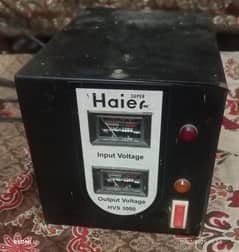 SUPER
Haier
Input Voltage
Output Voltage
HVS 3000